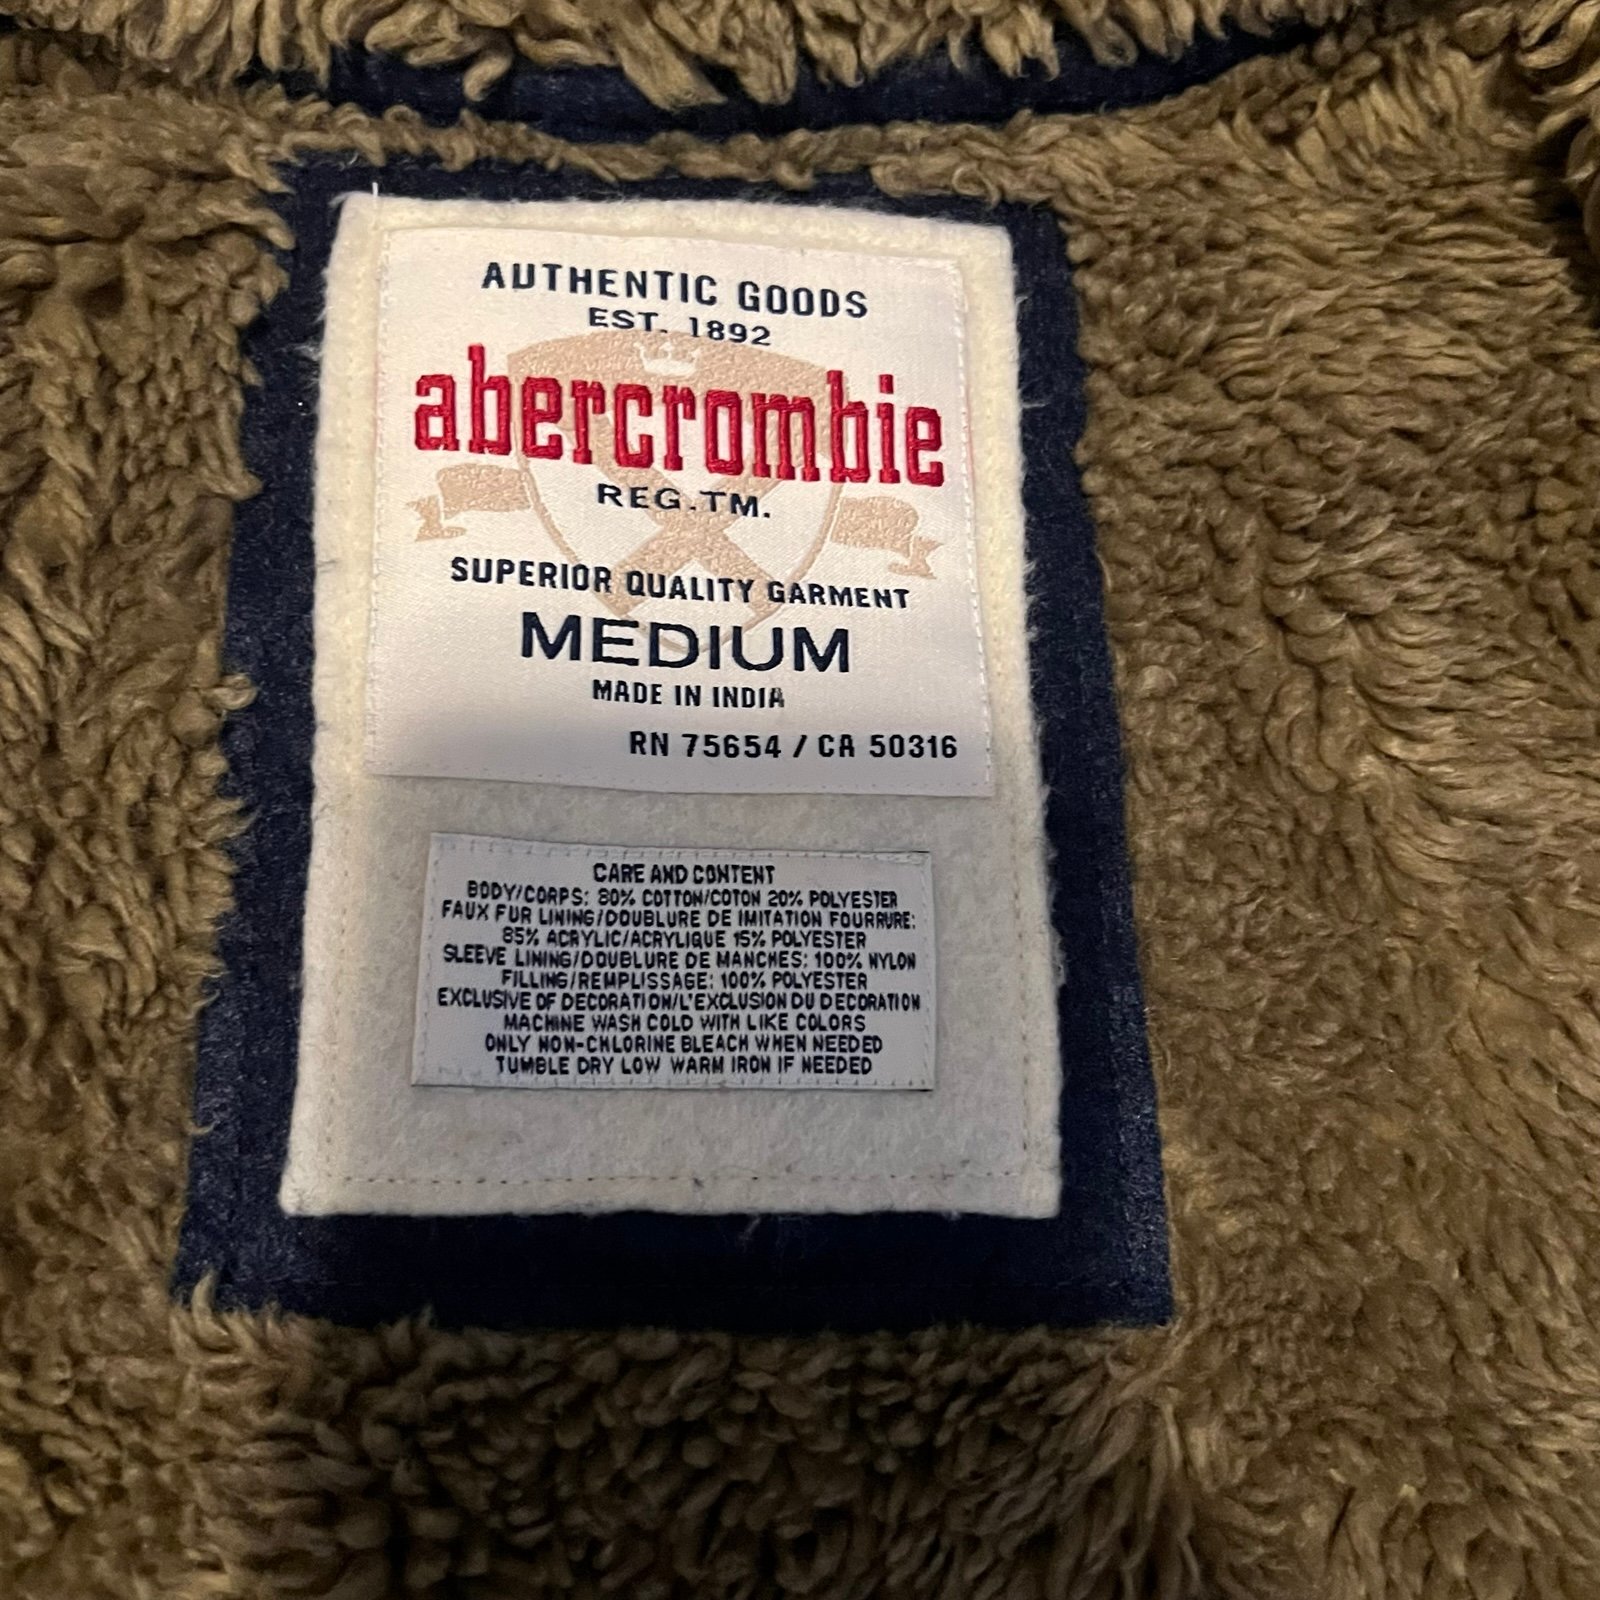 AUTHENTIC GOODS
EST. 1892
abercrombie
REG.TM.
SUPERIOR QUALITY GARMENT
MEDIUM
MADE IN INDIA
RN 75654 / CA 50316
CARE AND CONTENT
BODY/CORPS: 80% COTTON/COTON 20% POLYESTER
FAUX FUR LINING/DOUBLURE DE IMITATION FOURRURE:
85% ACRYLIC/ACRYLIQUE 15% POLYESTER
SLEEVE LINING/DOUBLURE DE MANCHES: 100% NYLON
FILLING/REMPLISSAGE: 100% POLYESTER
EXCLUSIVE OF DECORATION/L'EXCLUSION DU DECORATION
MACHINE WASH COLD WITH LIKE COLORS
ONLY NON-CHLORINE BLEACH WHEN NEEDED
TUMBLE DRY LOW WARM IRON IF NEEDED